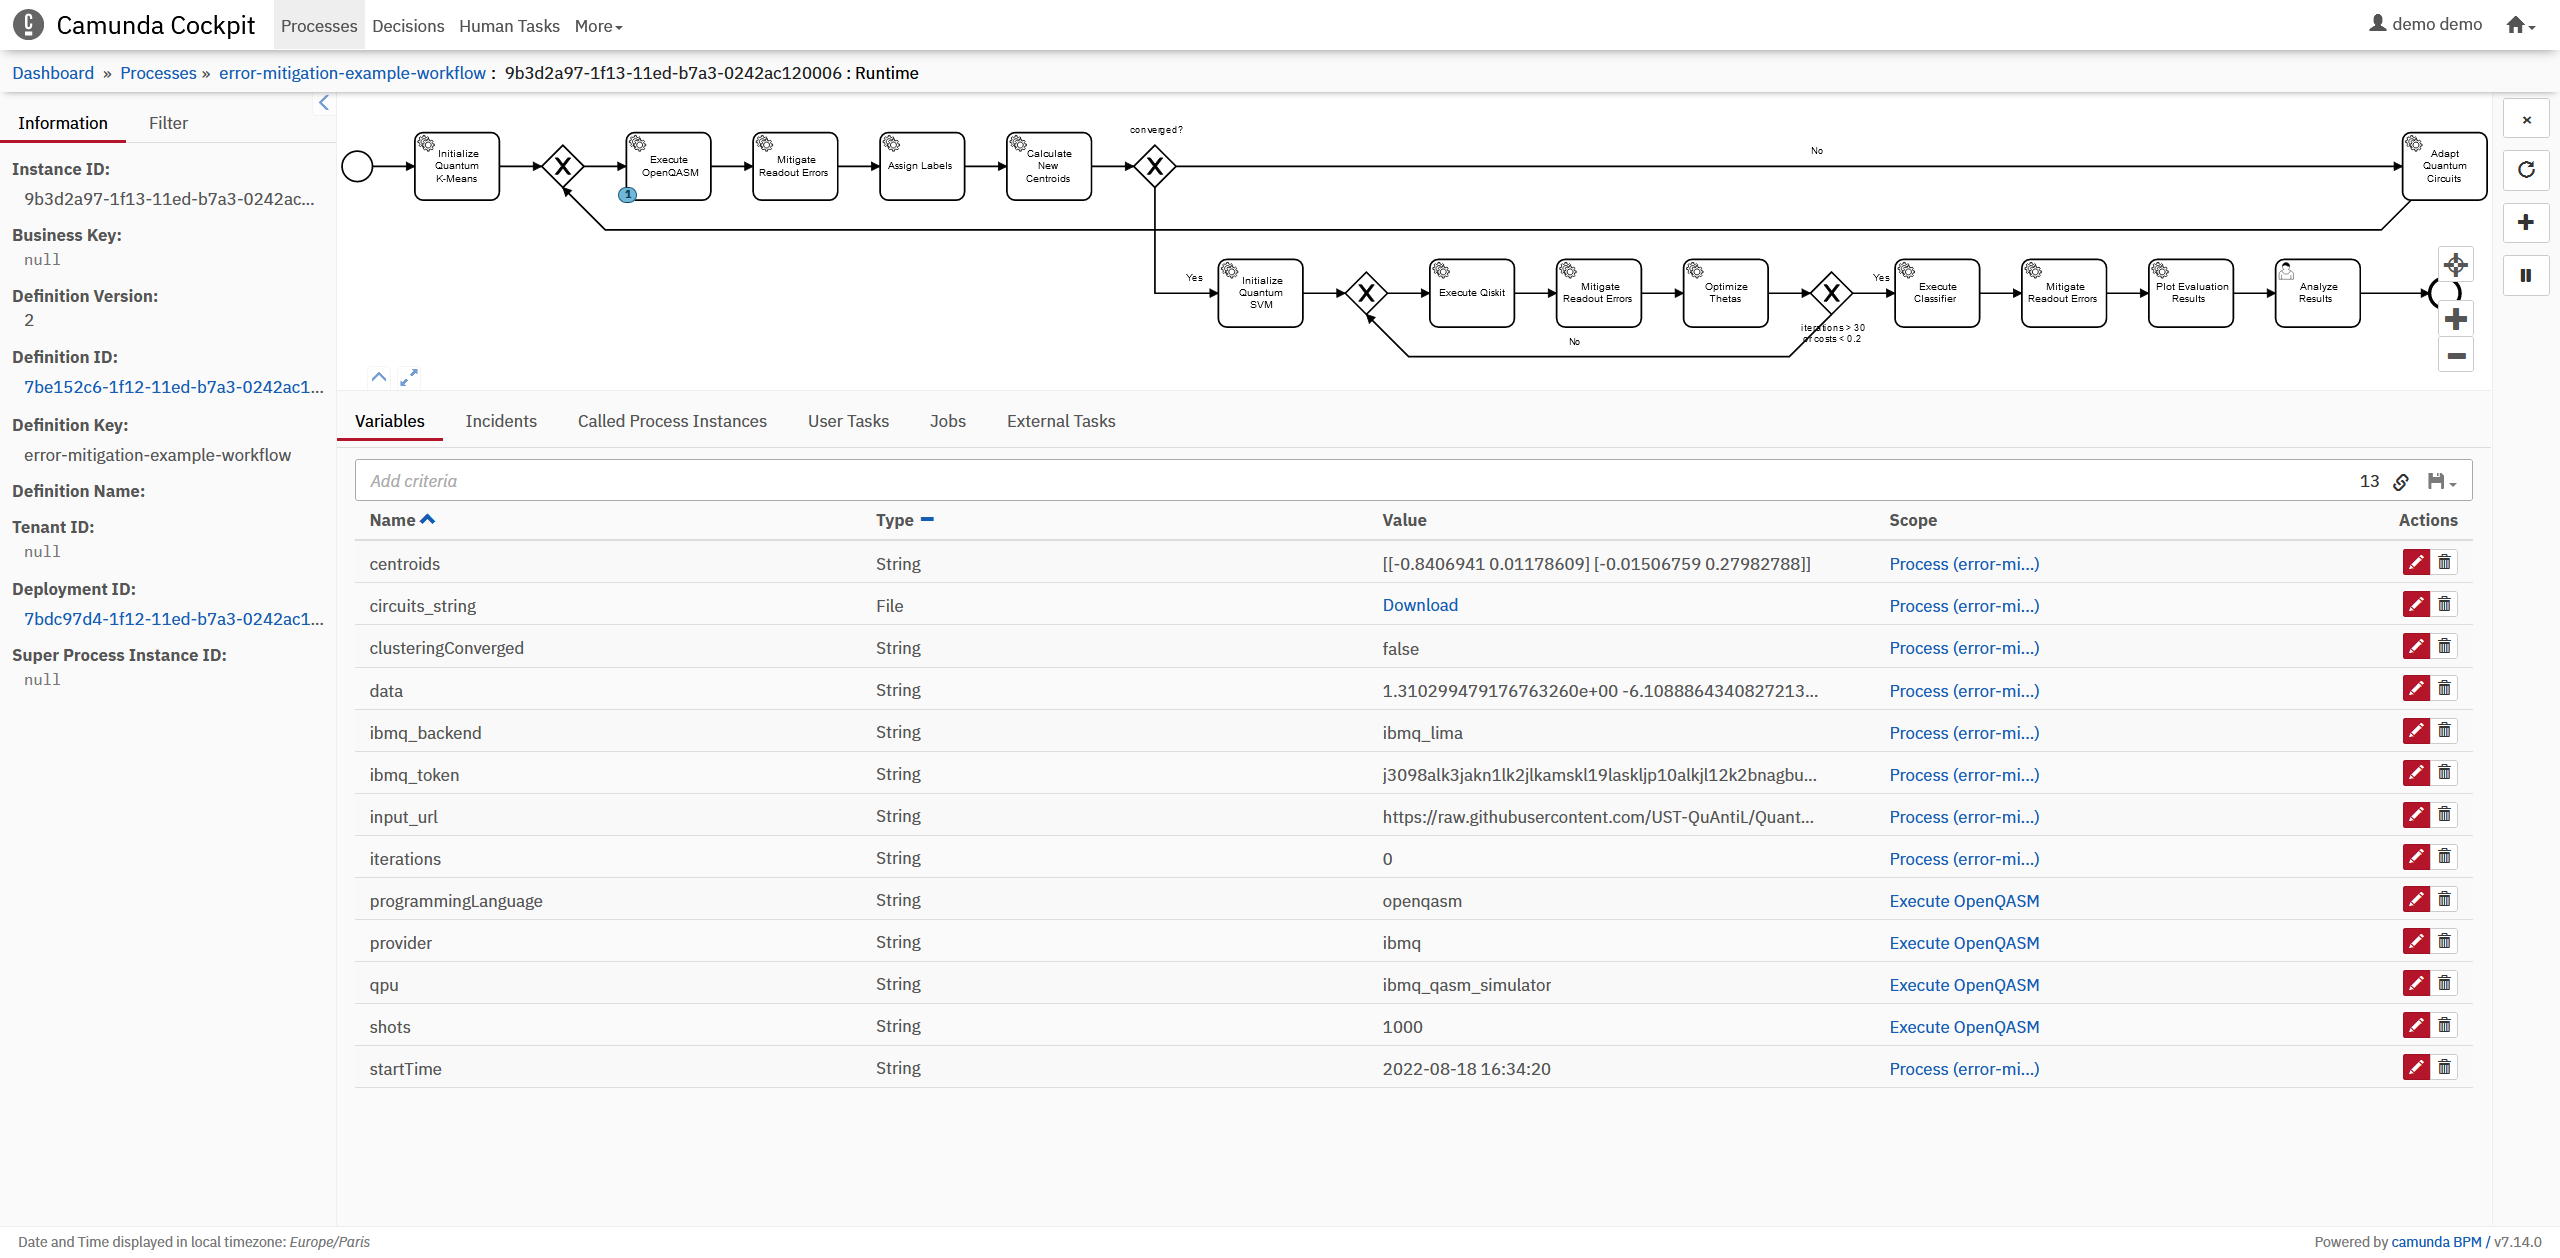 Camunda Cockpit Processes Decisions Human Tasks More demo demo
Dashboard » Processes » error-mitigation-example-workflow : 9b3d2a97-1f13-11ed-b7a3-0242ac120006 : Runtime
Information Filter
Instance ID:
9b3d2a97-1f13-11ed-b7a3-0242ac...
Business Key:
null
Definition Version:
2
Definition ID:
7be152c6-1f12-11ed-b7a3-0242ac1...
Definition Key:
error-mitigation-example-workflow
Definition Name:
Tenant ID:
null
Deployment ID:
7bdc97d4-1f12-11ed-b7a3-0242ac1...
Super Process Instance ID:
null
Initialize
Quantum
K-Means
Execute
OpenQASM
1
Mitigate
Readout Errors
Assign Labels
Calculate
New
Centroids
converged?
No
Adapt
Quantum
Circuits
Yes
Initialize
Quantum
SVM
Execute Qiskit
Mitigate
Readout Errors
Optimize
Thetas
iterations > 30
or costs < 0.2
No
Yes
Execute
Classifier
Mitigate
Readout Errors
Plot Evaluation
Results
Analyze
Results
Variables Incidents Called Process Instances User Tasks Jobs External Tasks
Add criteria 13
Name Type Value Scope Actions
centroids String [[-0.8406941 0.01178609] [-0.01506759 0.27982788]] Process (error-mi...)
circuits_string File Download Process (error-mi...)
clusteringConverged String false Process (error-mi...)
data String 1.310299479176763260e+00 -6.1088864340827213... Process (error-mi...)
ibmq_backend String ibmq_lima Process (error-mi...)
ibmq_token String j3098alk3jakn1lk2jlkamskl19laskljp10alkjl12k2bnagbu... Process (error-mi...)
input_url String https://raw.githubusercontent.com/UST-QuAntiL/Quant... Process (error-mi...)
iterations String 0 Process (error-mi...)
programmingLanguage String openqasm Execute OpenQASM
provider String ibmq Execute OpenQASM
qpu String ibmq_qasm_simulator Execute OpenQASM
shots String 1000 Execute OpenQASM
startTime String 2022-08-18 16:34:20 Process (error-mi...)
Date and Time displayed in local timezone: Europe/Paris Powered by camunda BPM / v7.14.0